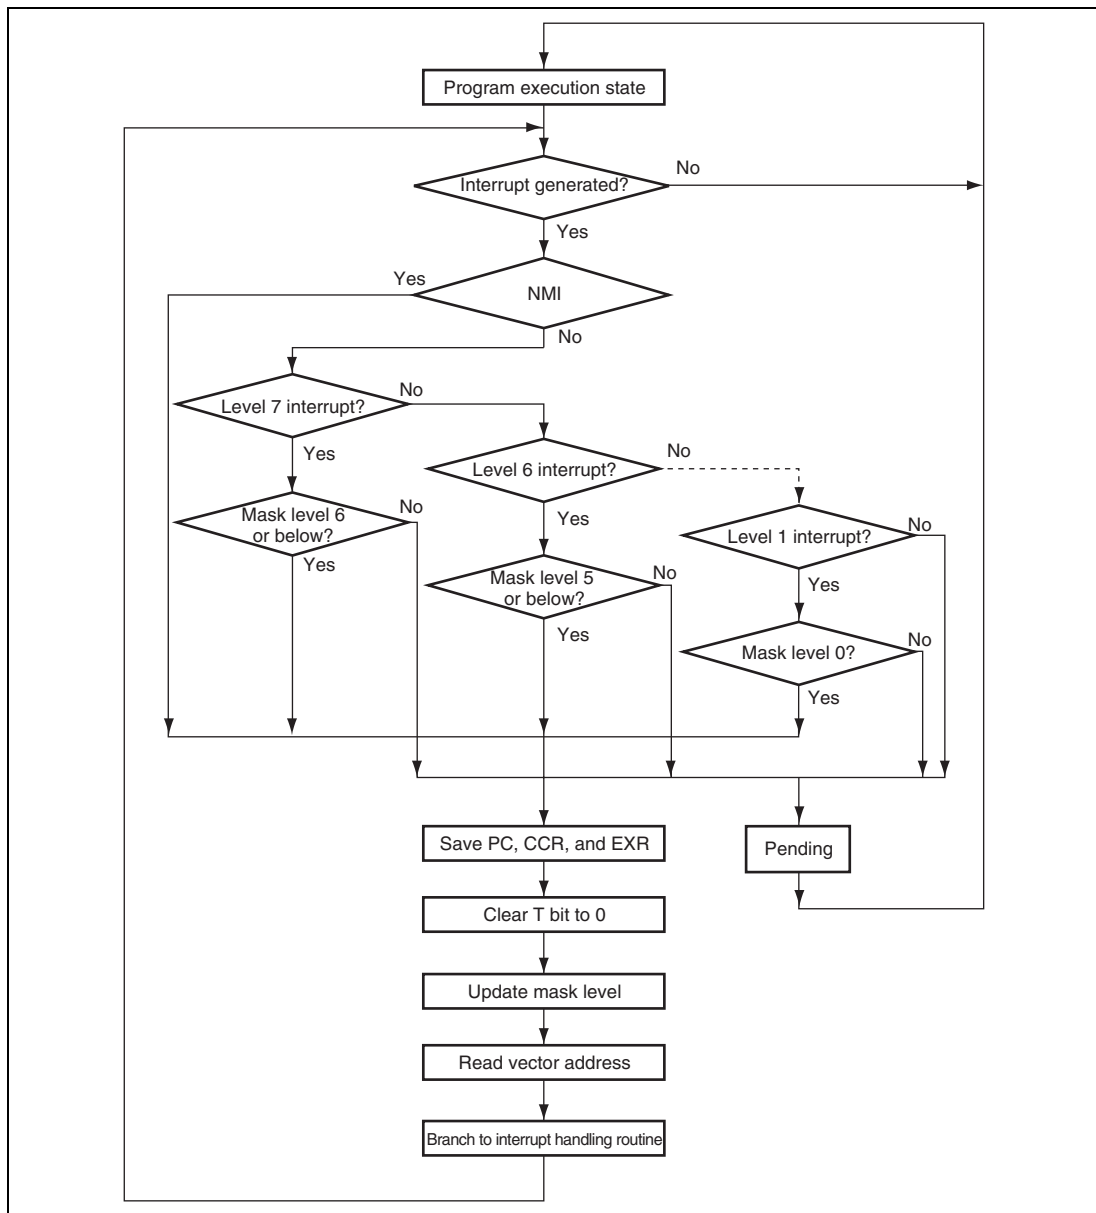 Program execution state
Interrupt generated?
No
Yes
Yes
NMI
No
Level 7 interrupt?
No
Yes
Level 6 interrupt?
No
Mask level 6
or below?
No
Yes
Yes
Level 1 interrupt?
No
Mask level 5
or below?
No
Yes
Yes
Mask level 0?
No
Yes
Save PC, CCR, and EXR
Pending
Clear T bit to 0
Update mask level
Read vector address
Branch to interrupt handling routine